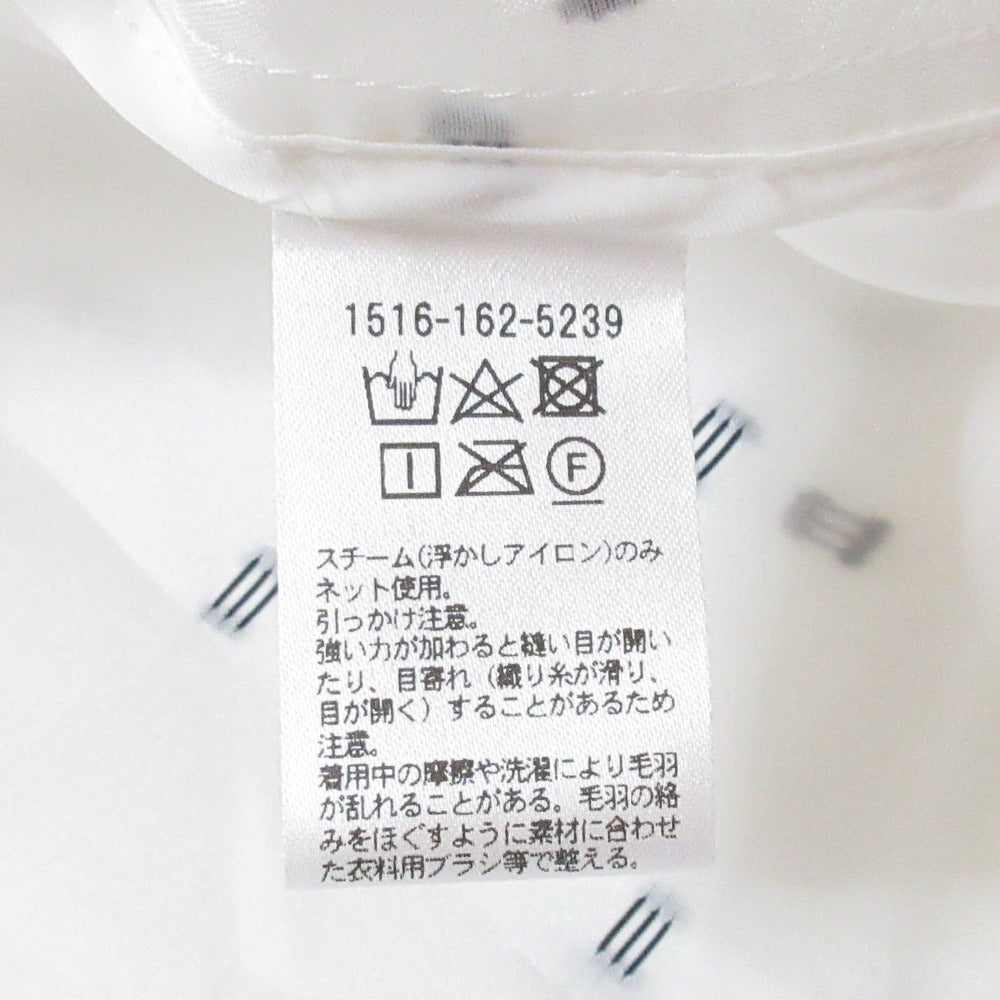 1516-162-5239
F
スチーム(浮かしアイロン)のみ
ネット使用。
引っかけ注意。
強い力が加わると縫い目が開い
たり、目寄れ（織り糸が滑り、
目が開く）することがあるため
注意。
着用中の摩擦や洗濯により毛羽
が乱れることがある。毛羽の絡
みをほぐすように素材に合わせ
た衣料用ブラシ等で整える。